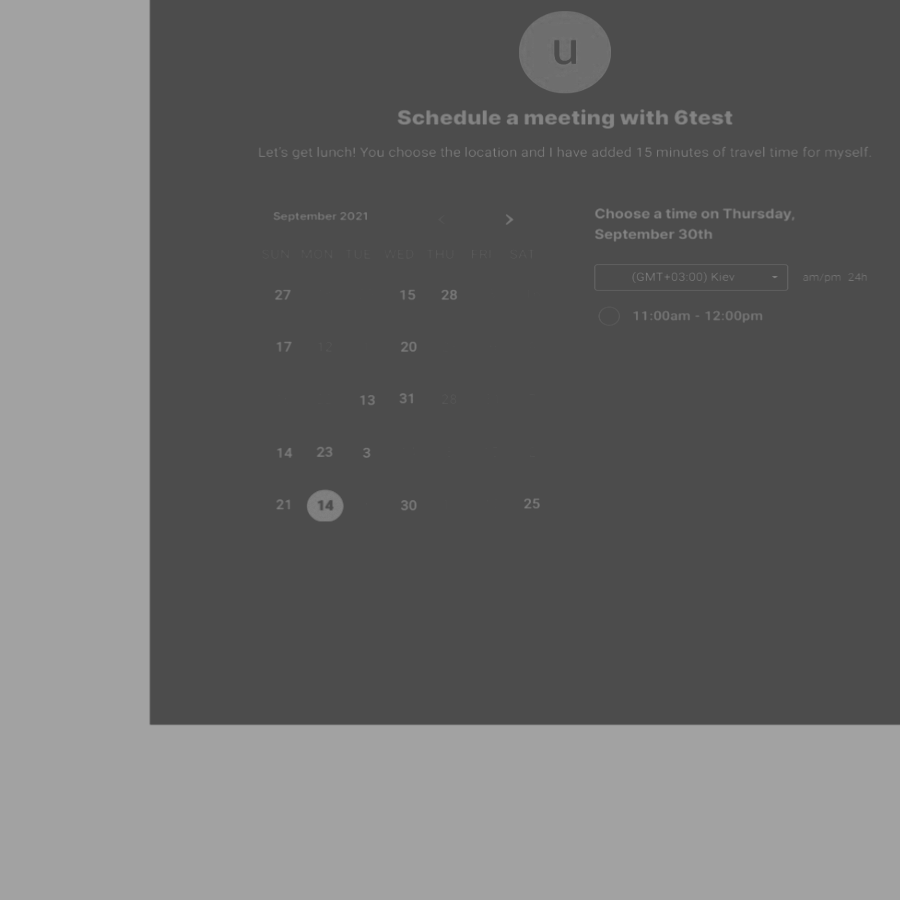 u
Schedule a meeting with 6test
Let's get lunch! You choose the location and I have added 15 minutes of travel time for myself.
September 2021
Choose a time on Thursday,
September 30th
SUN MON TUE WED THU FRI SAT
(GMT+03:00) Kiev am/pm 24h
27 15 28
11:00am - 12:00pm
17 12 20
13 31 28
14 23 3
21 14 30 25